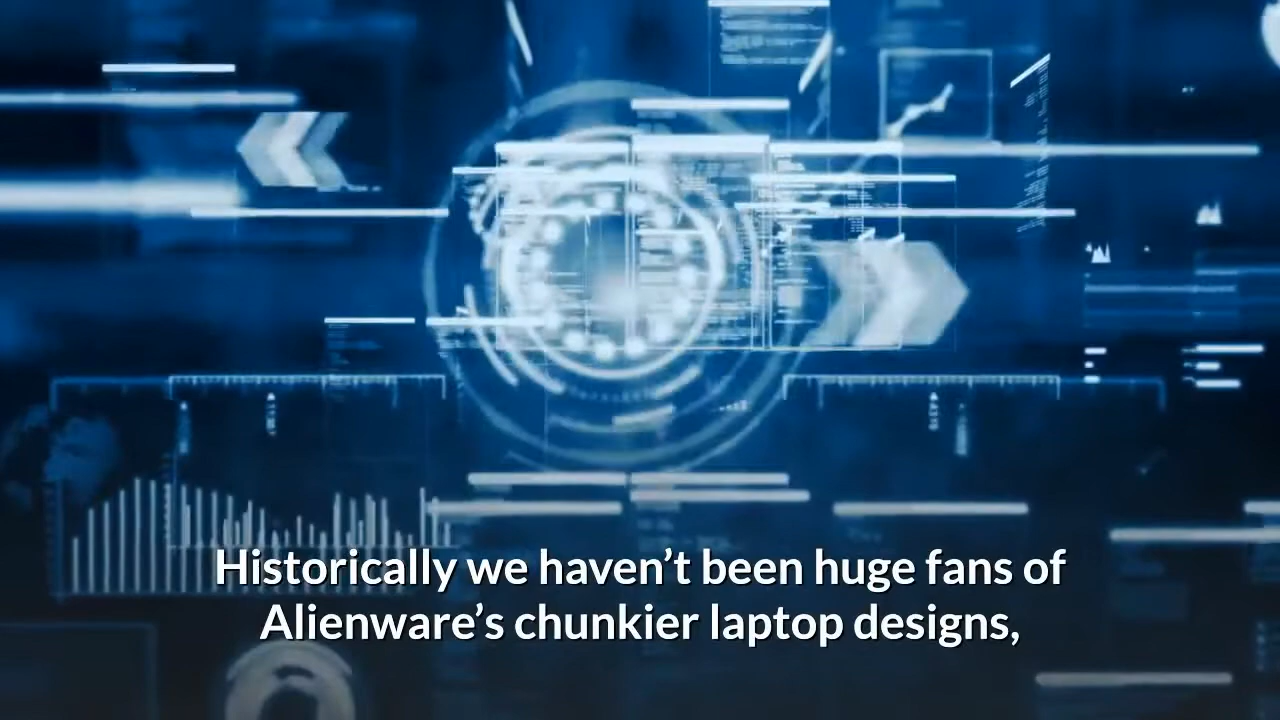 Historically we haven’t been huge fans of
Alienware’s chunkier laptop designs,